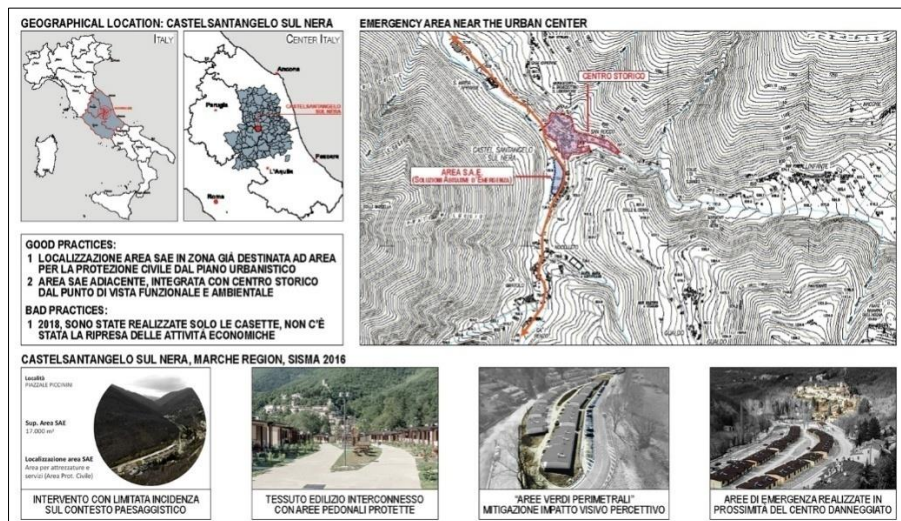 GEOGRAPHICAL LOCATION: CASTELSANTANGELO SUL NERA
ITALY
CENTER ITALY
Ancona
Perugia
CASTELSANTANGELO
SUL NERA
Pescara
L'Aquila
Roma
EMERGENCY AREA NEAR THE URBAN CENTER
CENTRO STORICO
SAN ROCCO
CASTEL SANTANGELO
SUL NERA
AREA S.A.E.
(SOLUZIONI ABITATIVE D'EMERGENZA)
NOCELLETO
GUALDO
GOOD PRACTICES:
1 LOCALIZZAZIONE AREA SAE IN ZONA GIÀ DESTINATA AD AREA
PER LA PROTEZIONE CIVILE DAL PIANO URBANISTICO
2 AREA SAE ADIACENTE, INTEGRATA CON CENTRO STORICO
DAL PUNTO DI VISTA FUNZIONALE E AMBIENTALE
BAD PRACTICES:
1 2018, SONO STATE REALIZZATE SOLO LE CASETTE, NON C'È
STATA LA RIPRESA DELLE ATTIVITÀ ECONOMICHE
CASTELSANTANGELO SUL NERA, MARCHE REGION, SISMA 2016
Località
PIAZZALE PICCININI
Sup. Area SAE
17.000 m²
Localizzazione area SAE
Area per attrezzature e
servizi (Area Prot. Civile)
INTERVENTO CON LIMITATA INCIDENZA
SUL CONTESTO PAESAGGISTICO
TESSUTO EDILIZIO INTERCONNESSO
CON AREE PEDONALI PROTETTE
"AREE VERDI PERIMETRALI"
MITIGAZIONE IMPATTO VISIVO PERCETTIVO
AREE DI EMERGENZA REALIZZATE IN
PROSSIMITÀ DEL CENTRO DANNEGGIATO